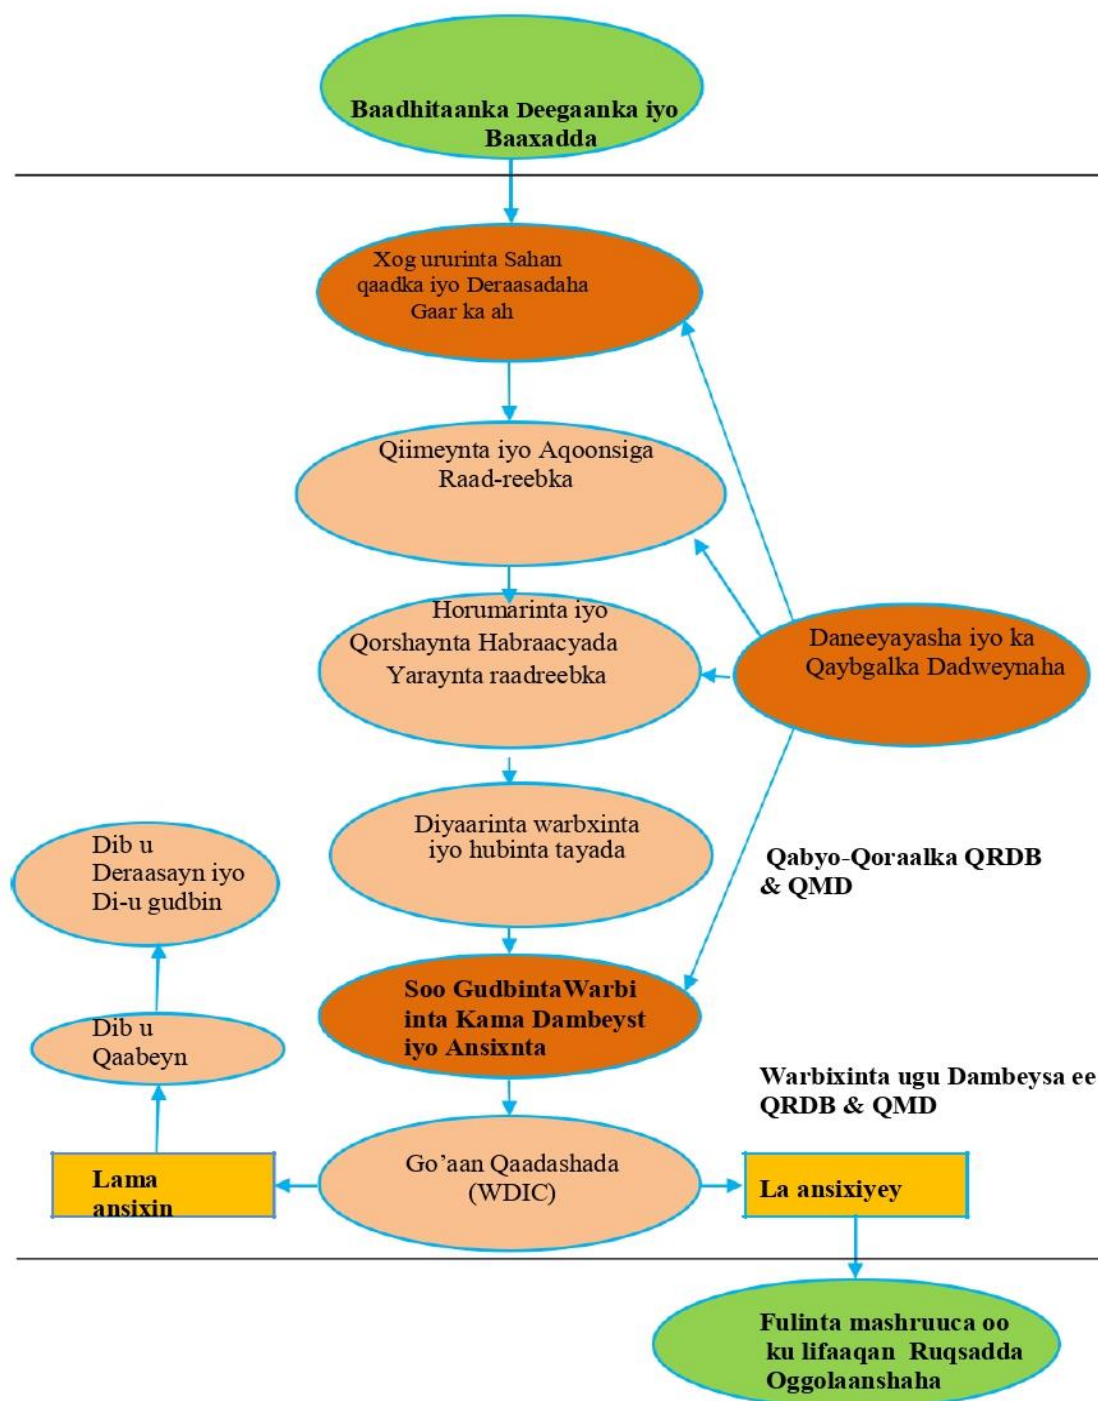 Baadhitaanka Deegaanka iyo
Baaxadda
Xog ururinta Sahan
qaadka iyo Deraasadaha
Gaar ka ah
Qiimeynta iyo Aqoonsiga
Raad-reebka
Horumarinta iyo
Qorshaynta Habraacyada
Yaraynta raadreebka
Daneeyayasha iyo ka
Qaybgalka Dadweynaha
Diyaarinta warbxinta
iyo hubinta tayada
Qabyo-Qoraalka QRDB
& QMD
Dib u
Deraasayn iyo
Di-u gudbin
Soo GudbintaWarbi
inta Kama Dambeyst
iyo Ansixnta
Dib u
Qaabeyn
Warbixinta ugu Dambeysa ee
QRDB & QMD
Lama
ansixin
Go’aan Qaadashada
(WDIC)
La ansixiyey
Fulinta mashruuca oo
ku lifaaqan Ruqsadda
Oggolaanshaha